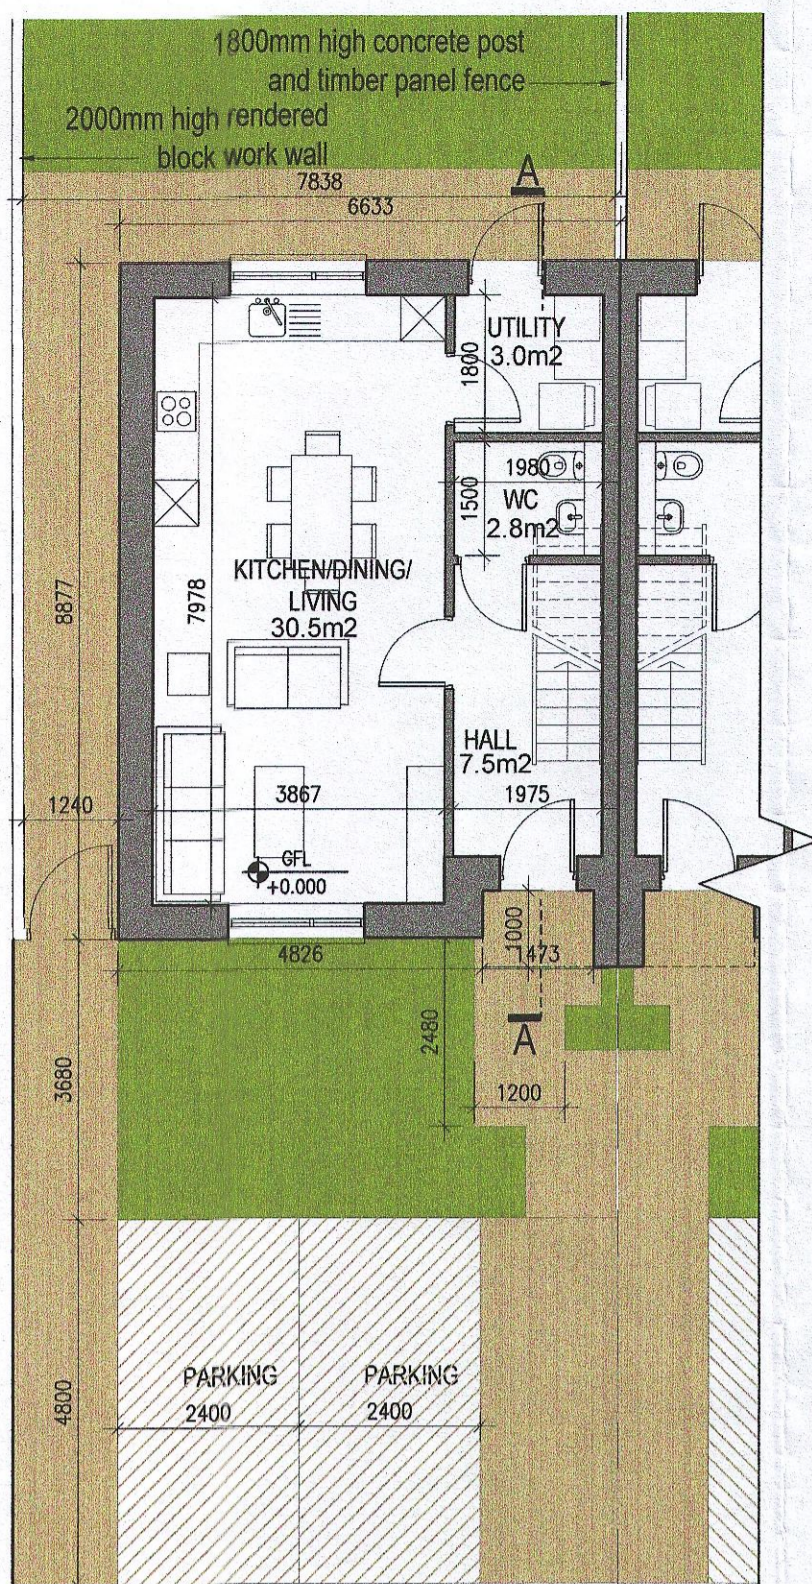 1800mm high concrete post
and timber panel fence
2000mm high rendered
block work wall
7838
A
6633
UTILITY
3.0m2
1800
1980
WC
2.8m2
1500
KITCHEN/DINING/
LIVING
30.5m2
7978
8877
HALL
7.5m2
1240
3867
1975
GFL
+0.000
4826
1000
1473
2480
A
3680
1200
PARKING
PARKING
2400
2400
4800